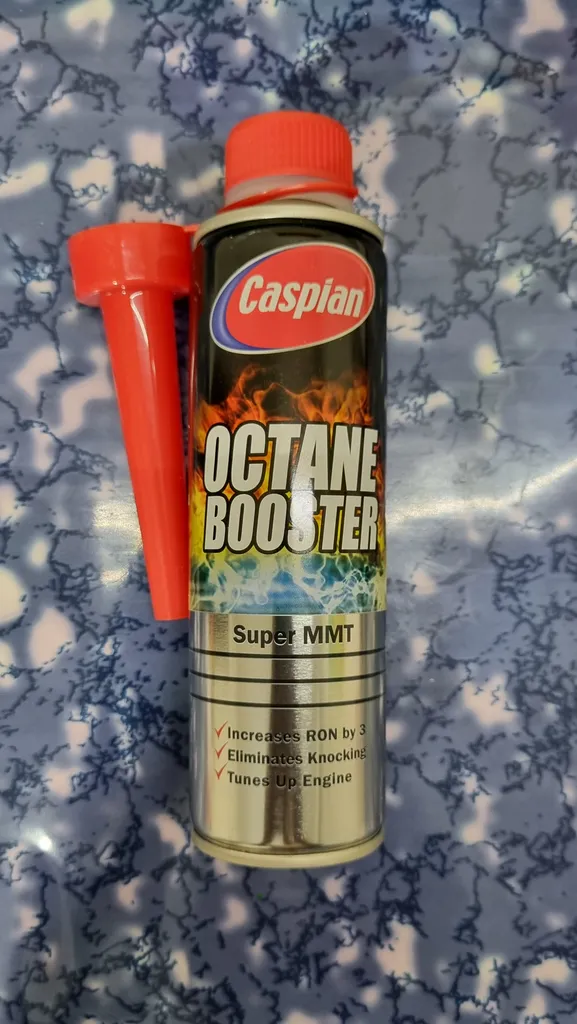 Caspian
OCTANE
BOOSTER
Super MMT
Increases RON by 3
Eliminates Knocking
Tunes Up Engine